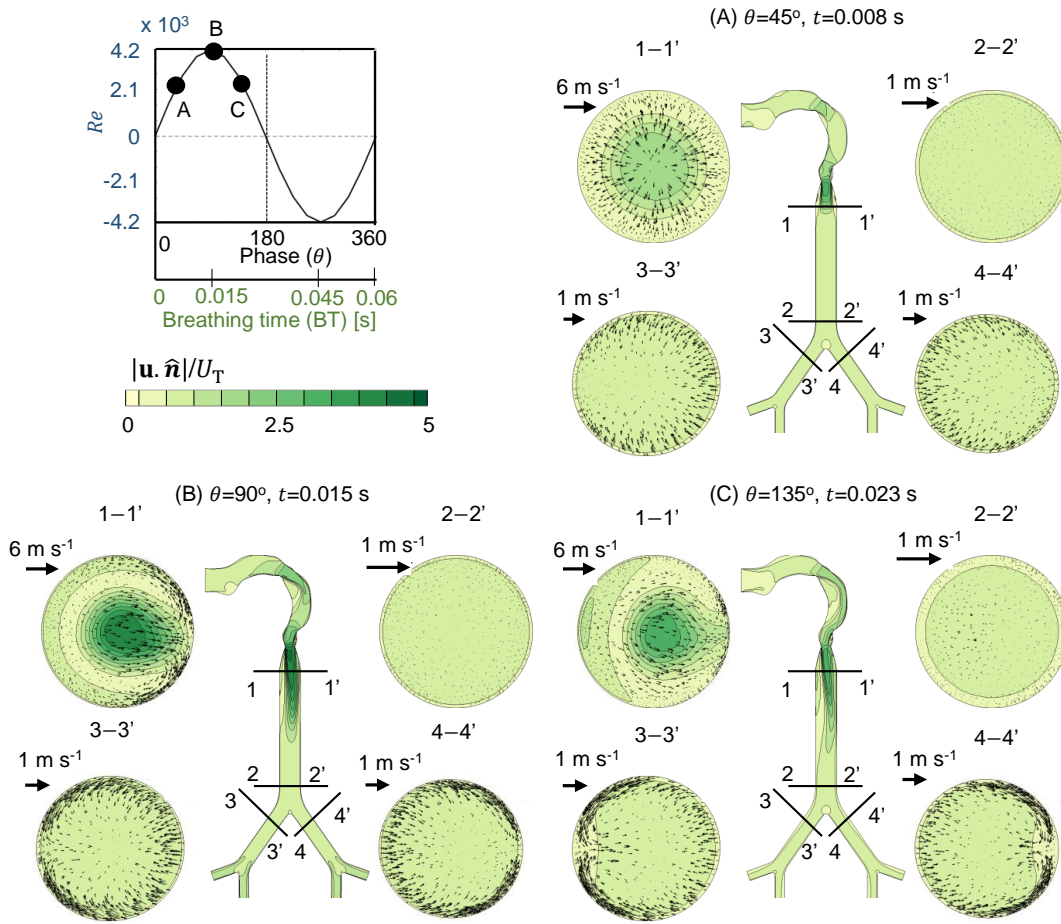 x 10³
4.2
2.1
0
-2.1
-4.2
Re
A
B
C
0
180
360
Phase (θ)
0
0.015
0.045
0.06
Breathing time (BT) [s]
|u. n̂|/U_T
0
2.5
5
(A) θ=45º, t=0.008 s
1–1’
2–2’
6 m s⁻¹
1 m s⁻¹
1
1’
3–3’
4–4’
1 m s⁻¹
1 m s⁻¹
2
2’
3
4’
3’
4
(B) θ=90º, t=0.015 s
1–1’
2–2’
6 m s⁻¹
1 m s⁻¹
1
1’
3–3’
4–4’
1 m s⁻¹
1 m s⁻¹
2
2’
3
4’
3’
4
(C) θ=135º, t=0.023 s
1–1’
2–2’
6 m s⁻¹
1 m s⁻¹
1
1’
3–3’
4–4’
1 m s⁻¹
1 m s⁻¹
2
2’
3
4’
3’
4